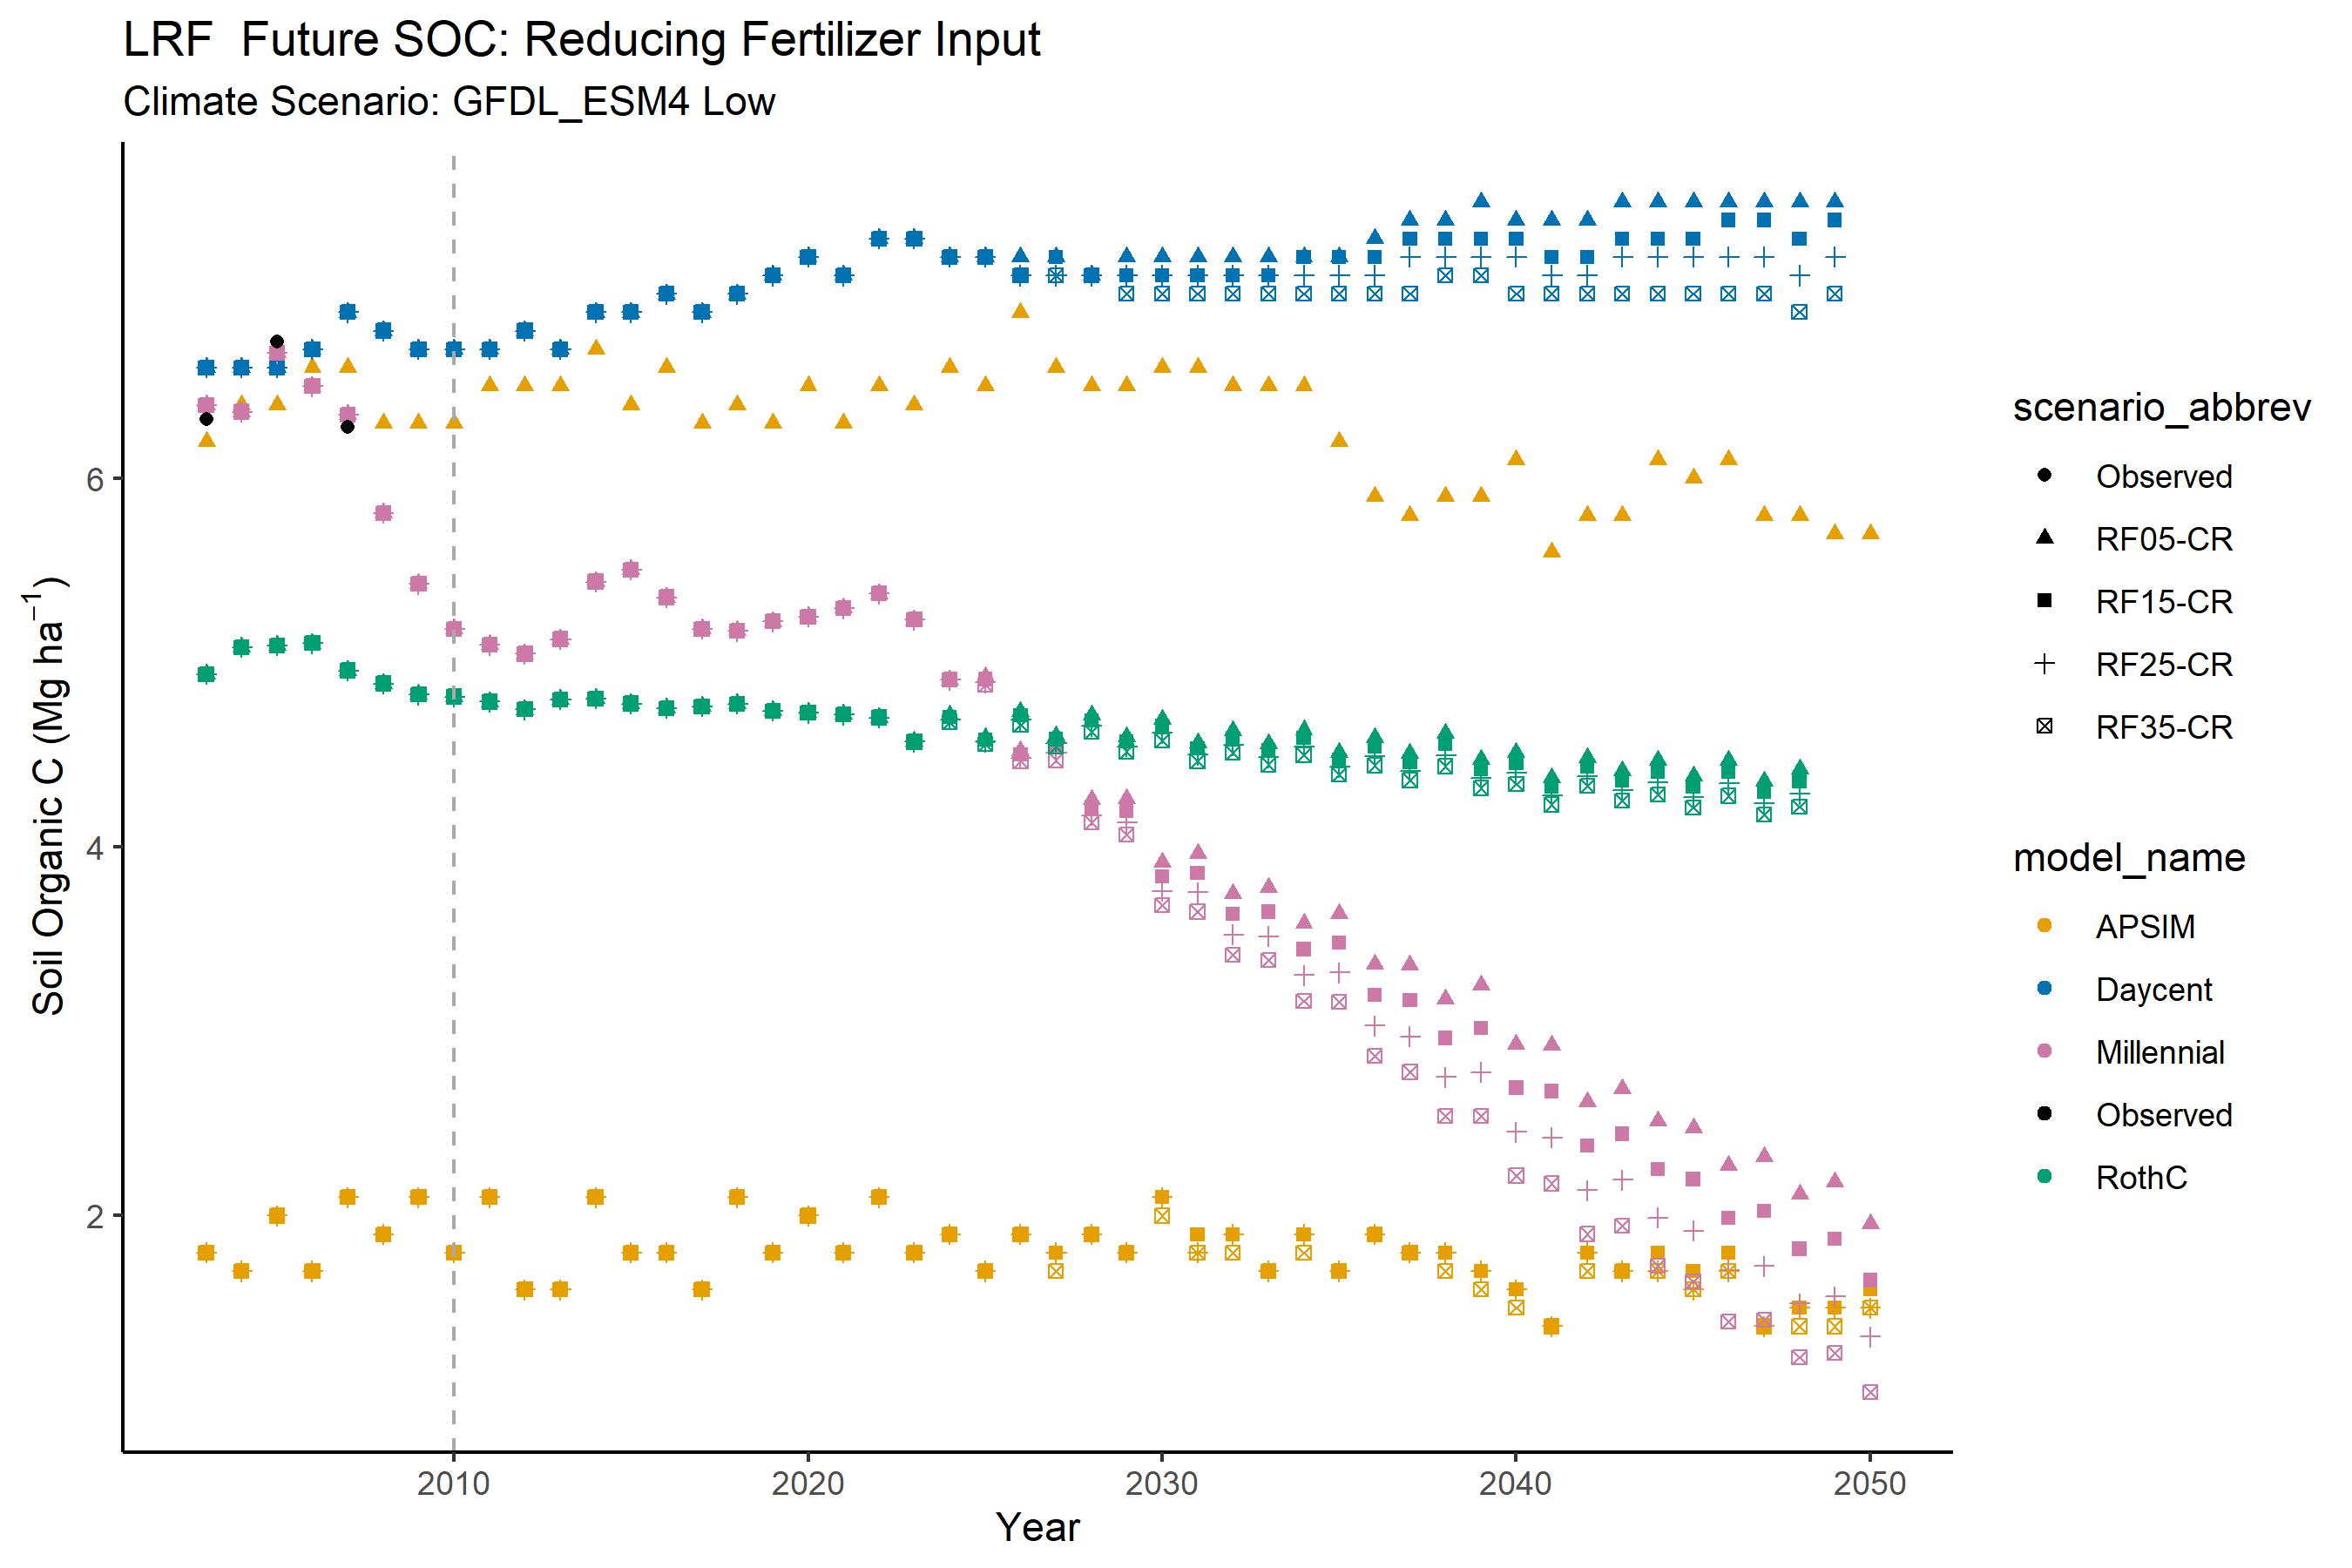 LRF  Future SOC: Reducing Fertilizer Input
Climate Scenario: GFDL_ESM4 Low
Soil Organic C (Mg ha⁻¹)
6
4
2
2010
2020
2030
2040
2050
Year
scenario_abbrev
Observed
RF05-CR
RF15-CR
RF25-CR
RF35-CR
model_name
APSIM
Daycent
Millennial
Observed
RothC